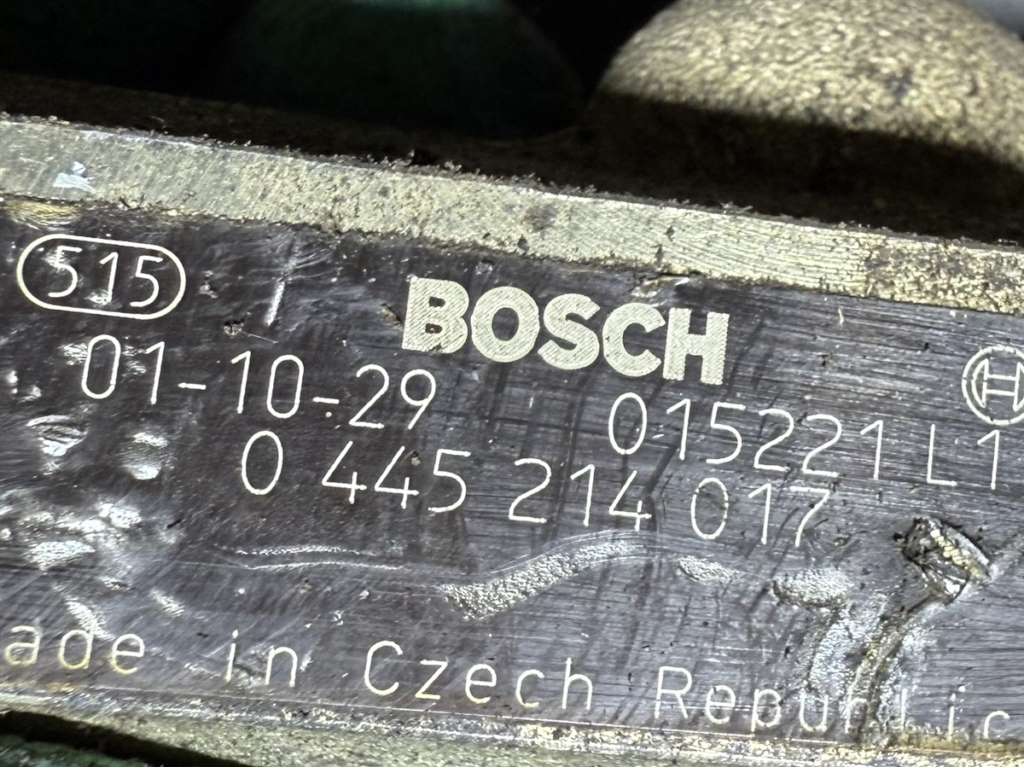 515
BOSCH
01-10-29
015221 L1
0 445 214 017
ade in Czech Republic